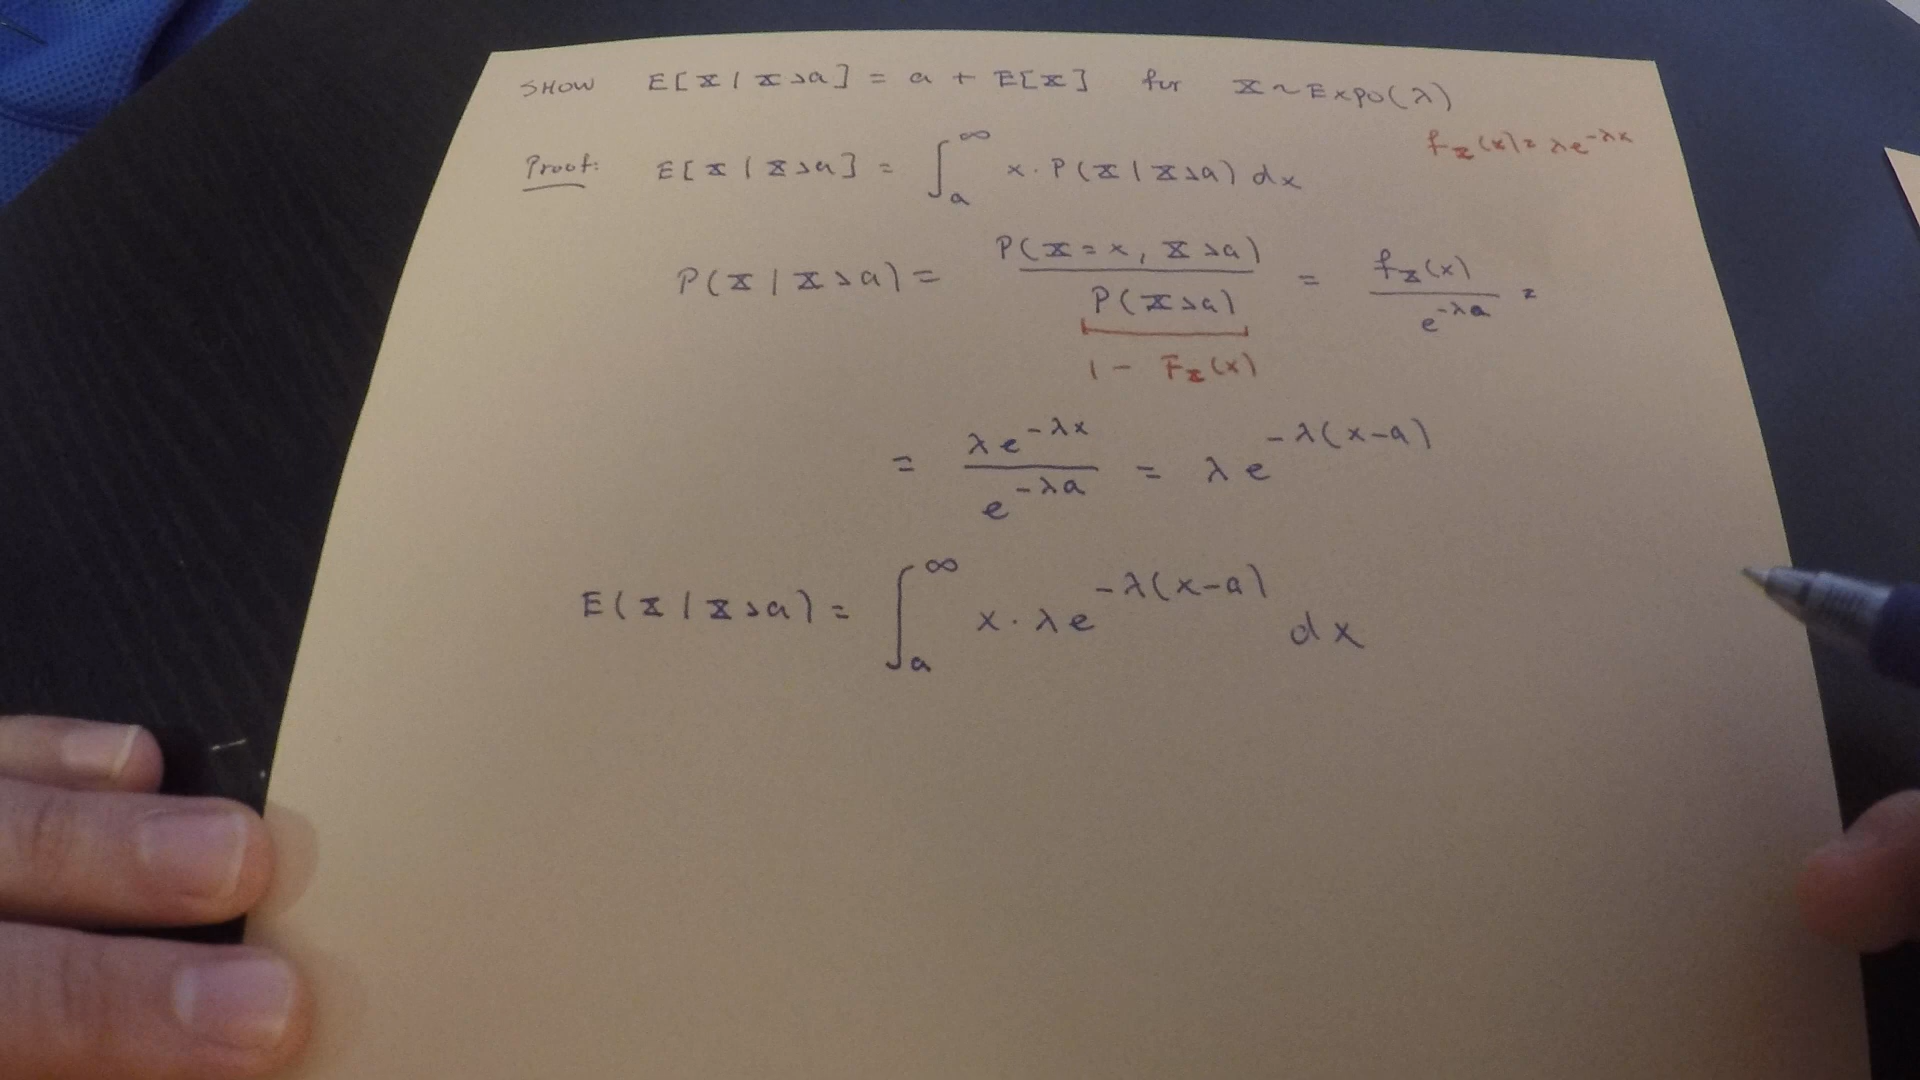 SHOW E[X | X > a] = a + E[X] for X ~ Expo(λ)
f_X(x) = λe^{-λx}
Proof: E[X | X > a] = ∫_a^∞ x · P(X | X > a) dx
P(X | X > a) = P(X = x, X > a) / P(X > a) = f_X(x) / e^{-λa} =
1 - F_X(x)
= λe^{-λx} / e^{-λa} = λe^{-λ(x-a)}
E(X | X > a) = ∫_a^∞ x · λe^{-λ(x-a)} dx